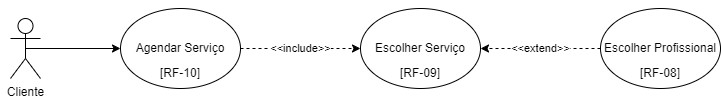 Agendar Serviço
[RF-10]
<<include>>
Escolher Serviço
[RF-09]
<<extend>>
Escolher Profissional
[RF-08]
Cliente